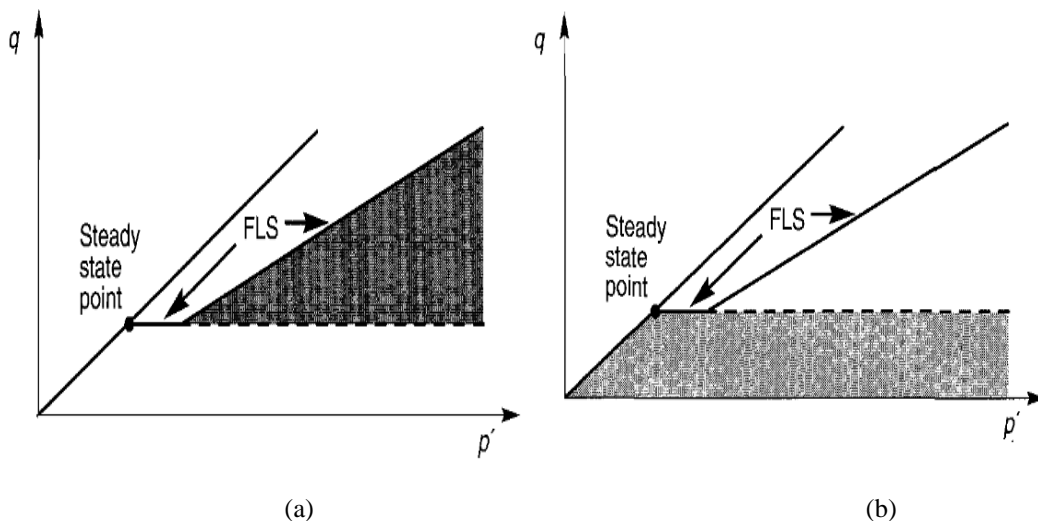 q
Steady
state
point
FLS
p′
(a)
q
Steady
state
point
FLS
p′
(b)